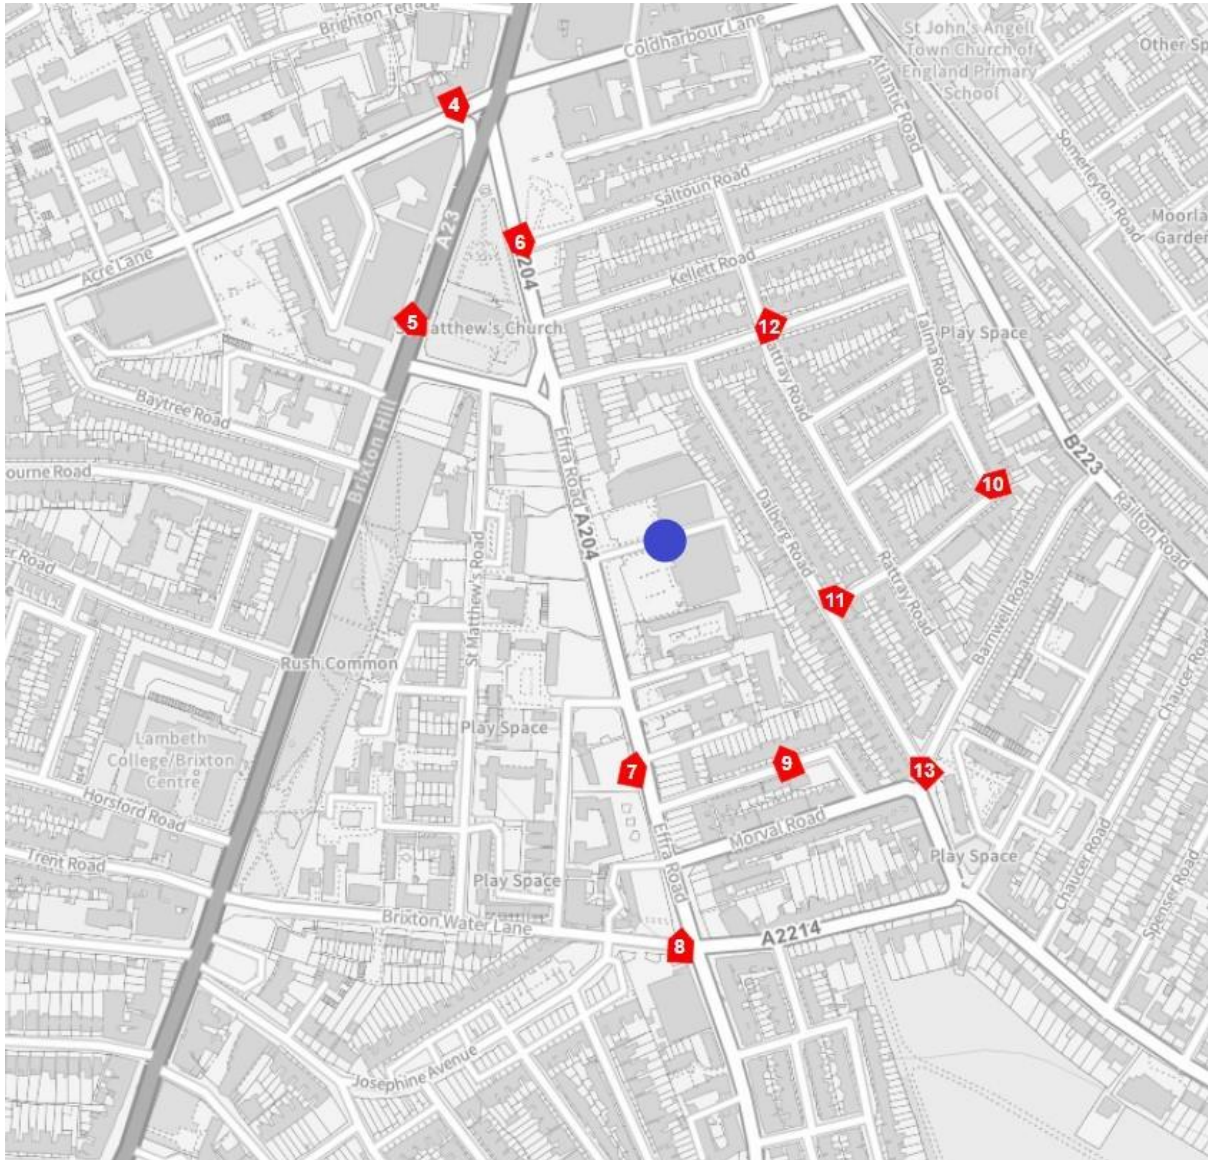 Brighton Terrace
Coldharbour Lane
St John's Angell
Town Church of
England Primary
School
Other Sp
Atlantic Road
4
Somerleyton Road
Saltoun Road
A23
Moorla
Garden
6
204
Acre Lane
Kellett Road
5
Matthew's Church
12
Talma Road
Play Space
Rattray Road
Baytree Road
Effra Road
B223
ourne Road
Brixton Hill
10
Dalberg Road
A204
Railton Road
St Matthew's Road
Rattray Road
11
Barnwell Road
Rush Common
Chaucer Road
Play Space
Lambeth
College/Brixton
Centre
7
9
13
Horsford Road
Effra Road
Morval Road
Trent Road
Play Space
Play Space
Chaucer Road
Spenser Road
Brixton Water Lane
8
A2214
Josephine Avenue